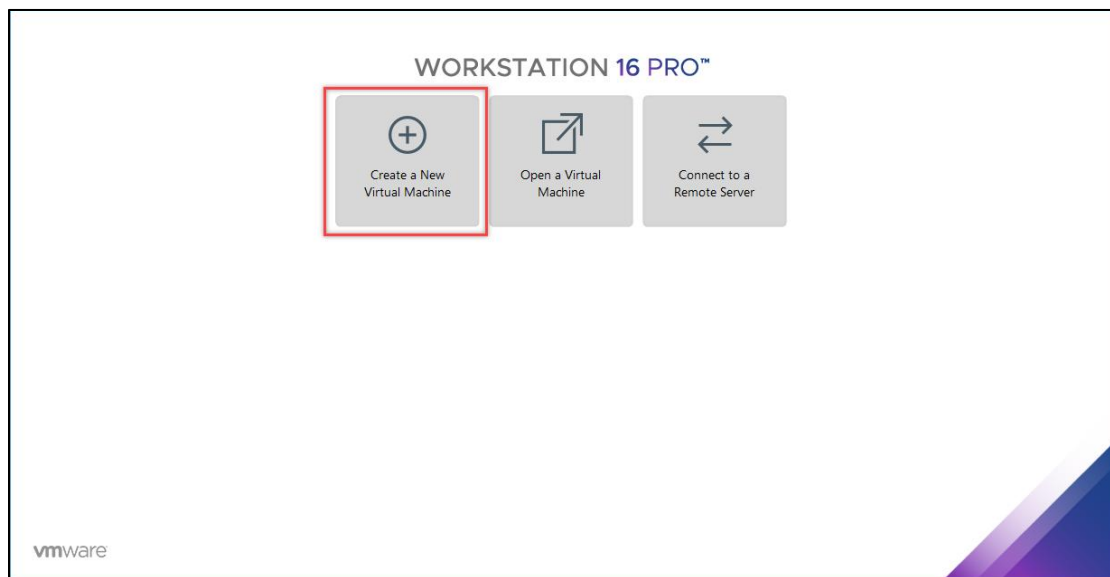 WORKSTATION 16 PRO™
Create a New
Virtual Machine
Open a Virtual
Machine
Connect to a
Remote Server
vmware